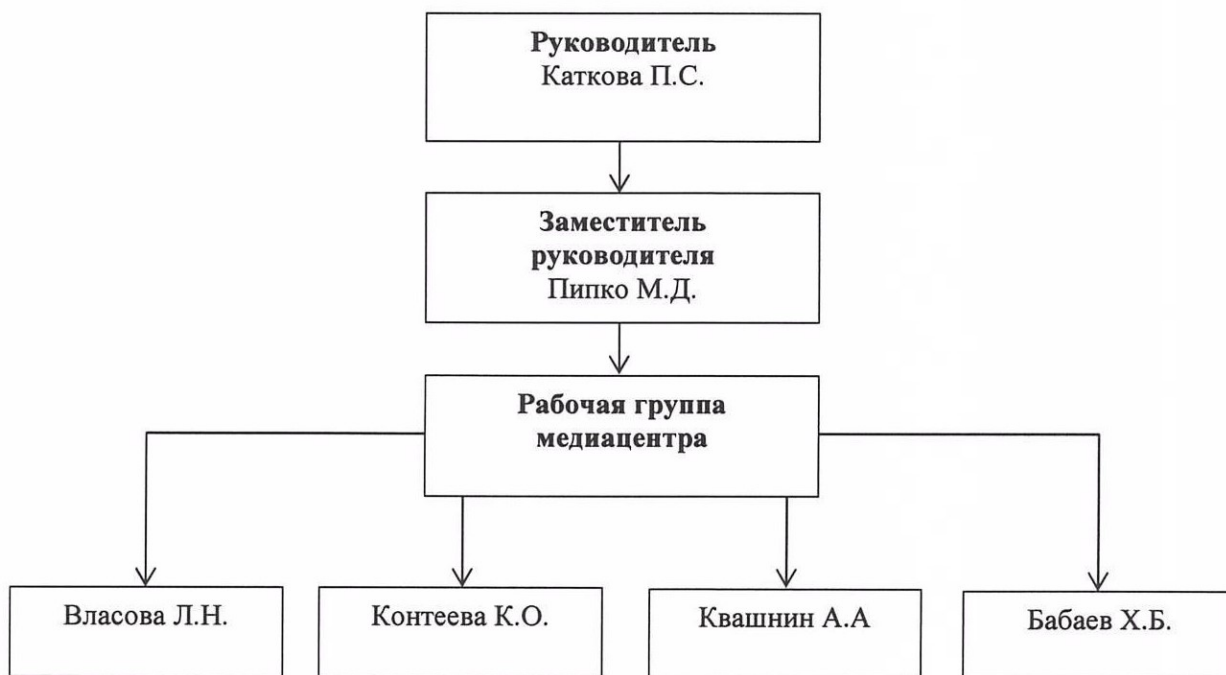 Руководитель
Каткова П.С.
Заместитель
руководителя
Пипко М.Д.
Рабочая группа
медиацентра
Власова Л.Н.
Контеева К.О.
Квашнин А.А
Бабаев Х.Б.